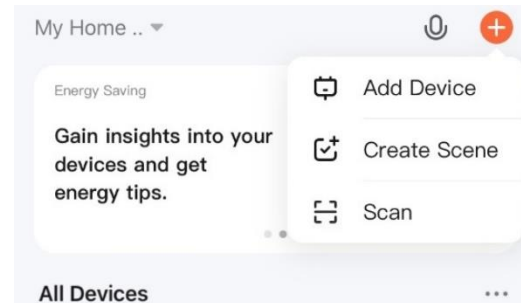 My Home ..
Energy Saving
Gain insights into your
devices and get
energy tips.
Add Device
Create Scene
Scan
All Devices